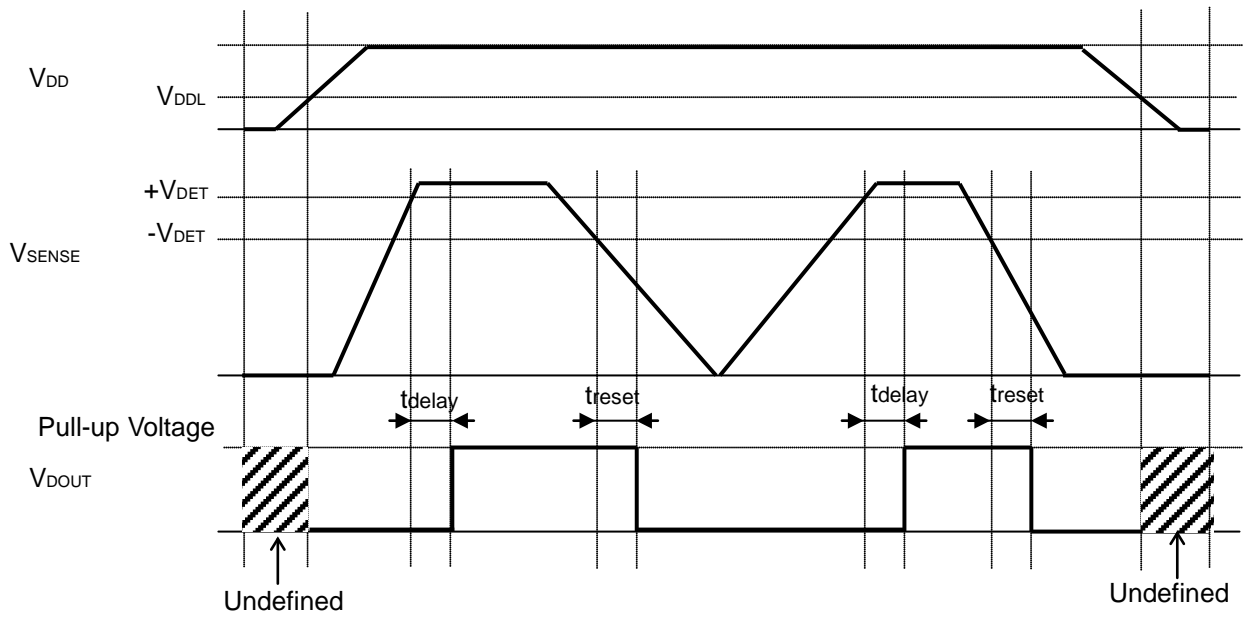 VDD
VDDL
+VDET
-VDET
VSENSE
tdelay
treset
tdelay
treset
Pull-up Voltage
VDOUT
Undefined
Undefined